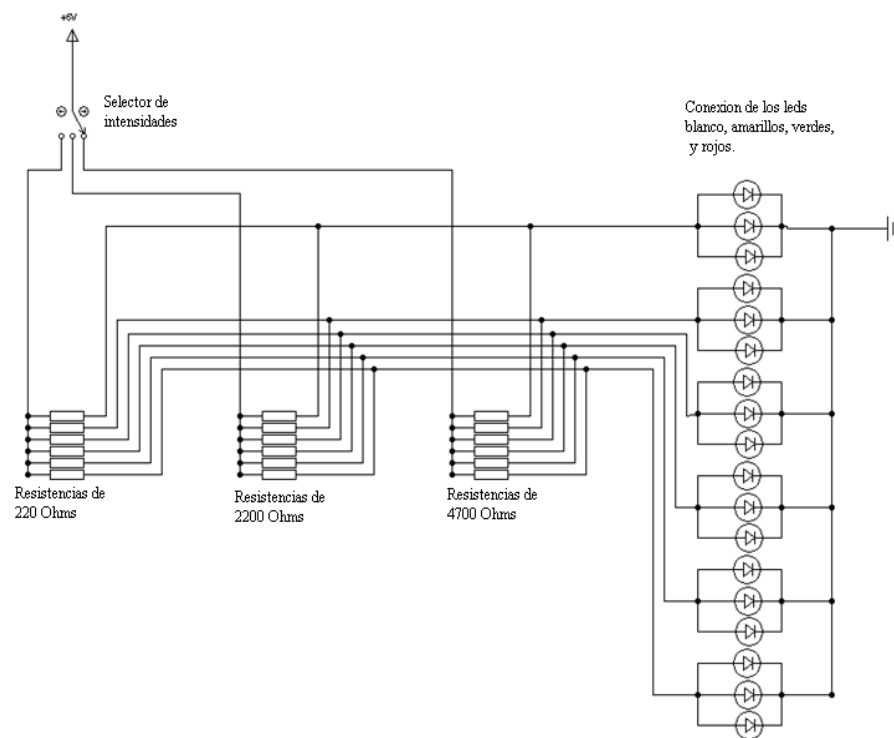 +6V
Selector de
intensidades
Conexion de los leds
blanco, amarillos, verdes,
y rojos.
Resistencias de
220 Ohms
Resistencias de
2200 Ohms
Resistencias de
4700 Ohms